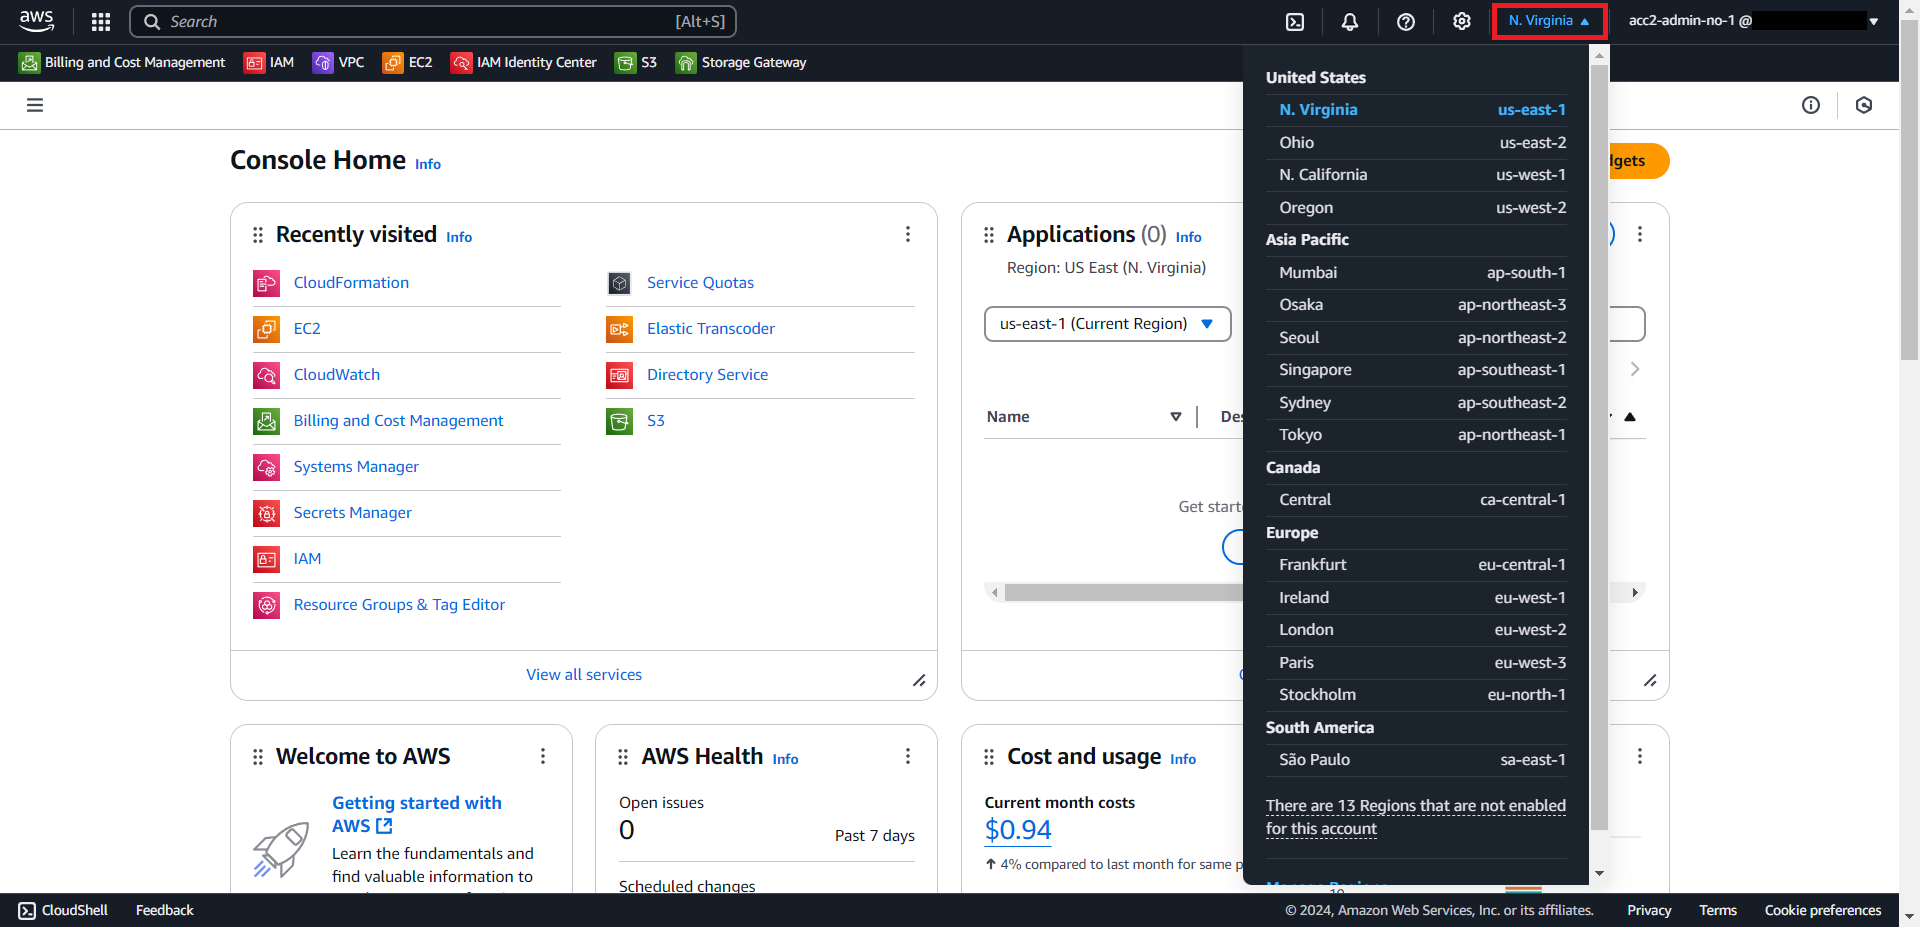 aws
Search [Alt+S]
N. Virginia
acc2-admin-no-1 @
Billing and Cost Management
IAM
VPC
EC2
IAM Identity Center
S3
Storage Gateway
Console Home Info
Recently visited Info
CloudFormation
EC2
CloudWatch
Billing and Cost Management
Systems Manager
Secrets Manager
IAM
Resource Groups & Tag Editor
Service Quotas
Elastic Transcoder
Directory Service
S3
View all services
Applications (0) Info
Region: US East (N. Virginia)
us-east-1 (Current Region)
Name
Get
United States
N. Virginia us-east-1
Ohio us-east-2
N. California us-west-1
Oregon us-west-2
Asia Pacific
Mumbai ap-south-1
Osaka ap-northeast-3
Seoul ap-northeast-2
Singapore ap-southeast-1
Sydney ap-southeast-2
Tokyo ap-northeast-1
Canada
Central ca-central-1
Europe
Frankfurt eu-central-1
Ireland eu-west-1
London eu-west-2
Paris eu-west-3
Stockholm eu-north-1
South America
São Paulo sa-east-1
There are 13 Regions that are not enabled
for this account
Welcome to AWS
Getting started with
AWS
Learn the fundamentals and
find valuable information to
AWS Health Info
Open issues
0
Past 7 days
Scheduled changes
Cost and usage Info
Current month costs
$0.94
4% compared to last month for same
CloudShell
Feedback
© 2024, Amazon Web Services, Inc. or its affiliates.
Privacy
Terms
Cookie preferences